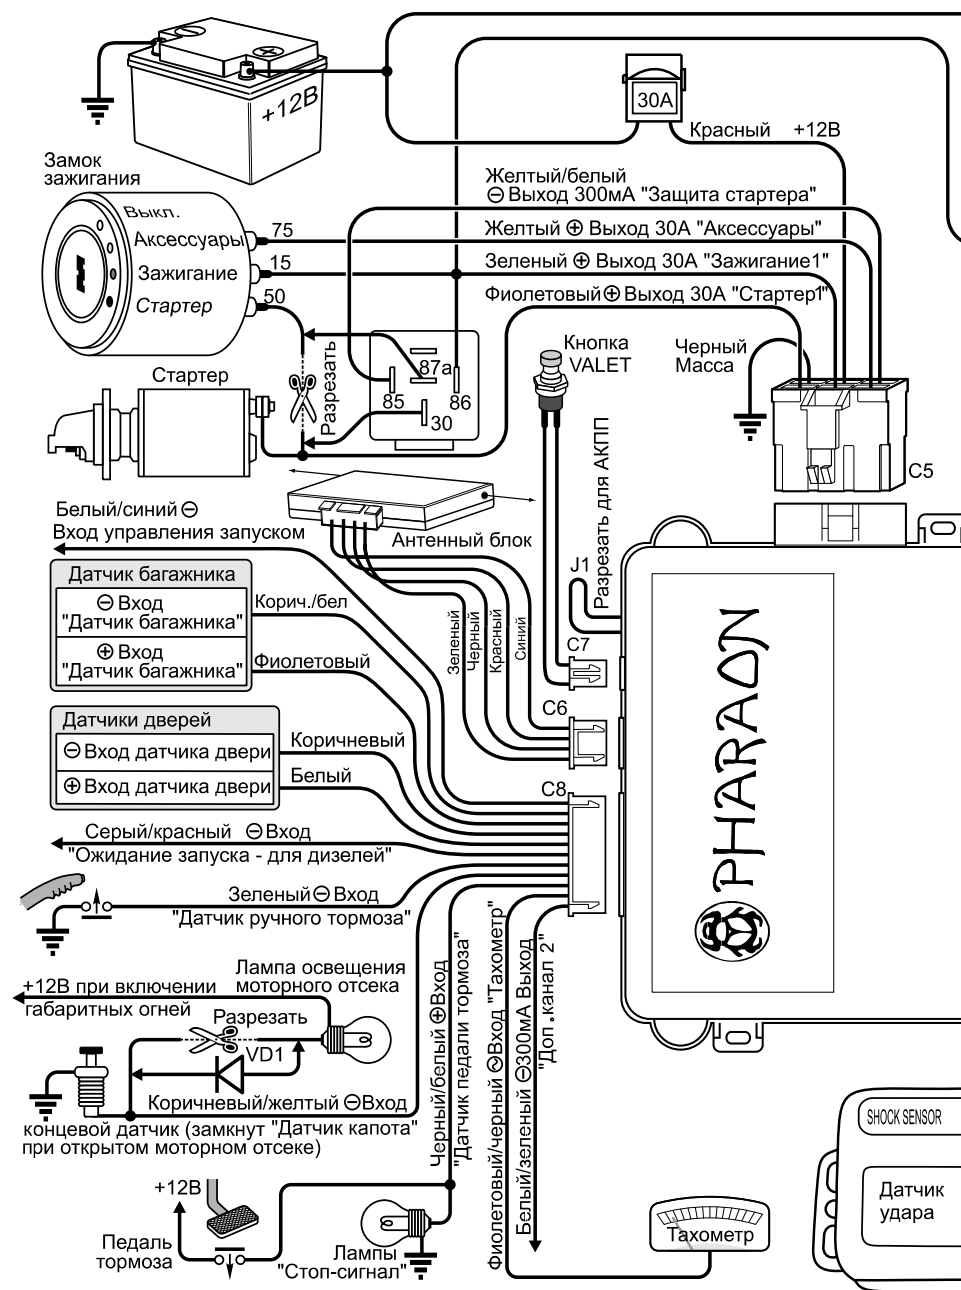 +12В
30А
Красный +12В
Замок
зажигания
Выкл.
Аксессуары
Зажигание
Стартер
75
15
50
Желтый/белый
⊖ Выход 300мА "Защита стартера"
Желтый ⊕ Выход 30А "Аксессуары"
Зеленый ⊕ Выход 30А "Зажигание1"
Фиолетовый ⊕ Выход 30А "Стартер1"
Стартер
Разрезать
87а
85
86
30
Кнопка
VALET
Черный
Масса
С5
Разрезать для АКПП
J1
Белый/синий ⊖
Вход управления запуском
Антенный блок
Датчик багажника
⊖ Вход
"Датчик багажника"
⊕ Вход
"Датчик багажника"
Корич./бел
Фиолетовый
Зеленый
Черный
Красный
Синий
С7
С6
С8
Датчики дверей
⊖ Вход датчика двери
⊕ Вход датчика двери
Коричневый
Белый
Серый/красный ⊖ Вход
"Ожидание запуска - для дизелей"
Зеленый ⊖ Вход
"Датчик ручного тормоза"
PHARAON
Лампа освещения
моторного отсека
+12В при включении
габаритных огней
Разрезать
VD1
Коричневый/желтый ⊖ Вход
концевой датчик (замкнут "Датчик капота"
при открытом моторном отсеке)
Черный/белый ⊕ Вход
"Датчик педали тормоза"
Фиолетовый/черный ⊖ Вход "Тахометр"
Белый/зеленый ⊖ 300мА Выход
"Доп. канал 2"
+12В
Педаль
тормоза
Лампы
"Стоп-сигнал"
Тахометр
SHOCK SENSOR
Датчик
удара